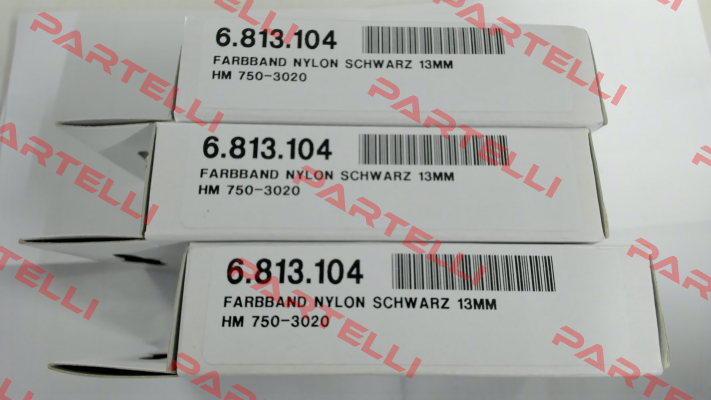 6.813.104
FARBBAND NYLON SCHWARZ 13MM
HM 750-3020
6.813.104
FARBBAND NYLON SCHWARZ 13MM
HM 750-3020
6.813.104
FARBBAND NYLON SCHWARZ 13MM
HM 750-3020
PARTELLI
PARTELLI
PARTELLI
PARTELLI
PARTELLI